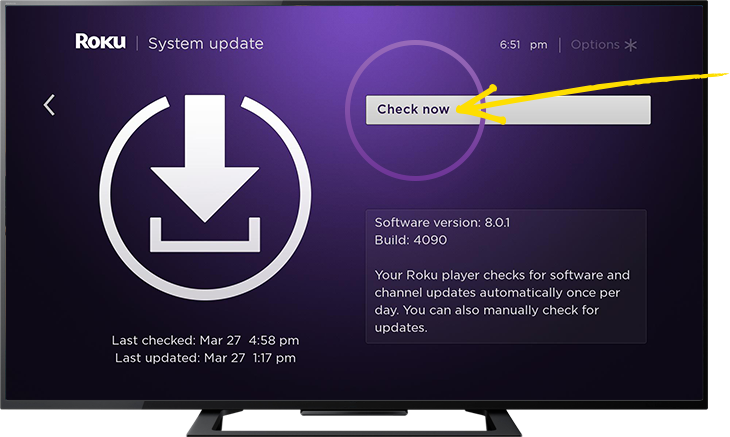 Roku | System update
6:51 pm | Options
Check now
Software version: 8.0.1
Build: 4090
Your Roku player checks for software and
channel updates automatically once per
day. You can also manually check for
updates.
Last checked: Mar 27 4:58 pm
Last updated: Mar 27 1:17 pm